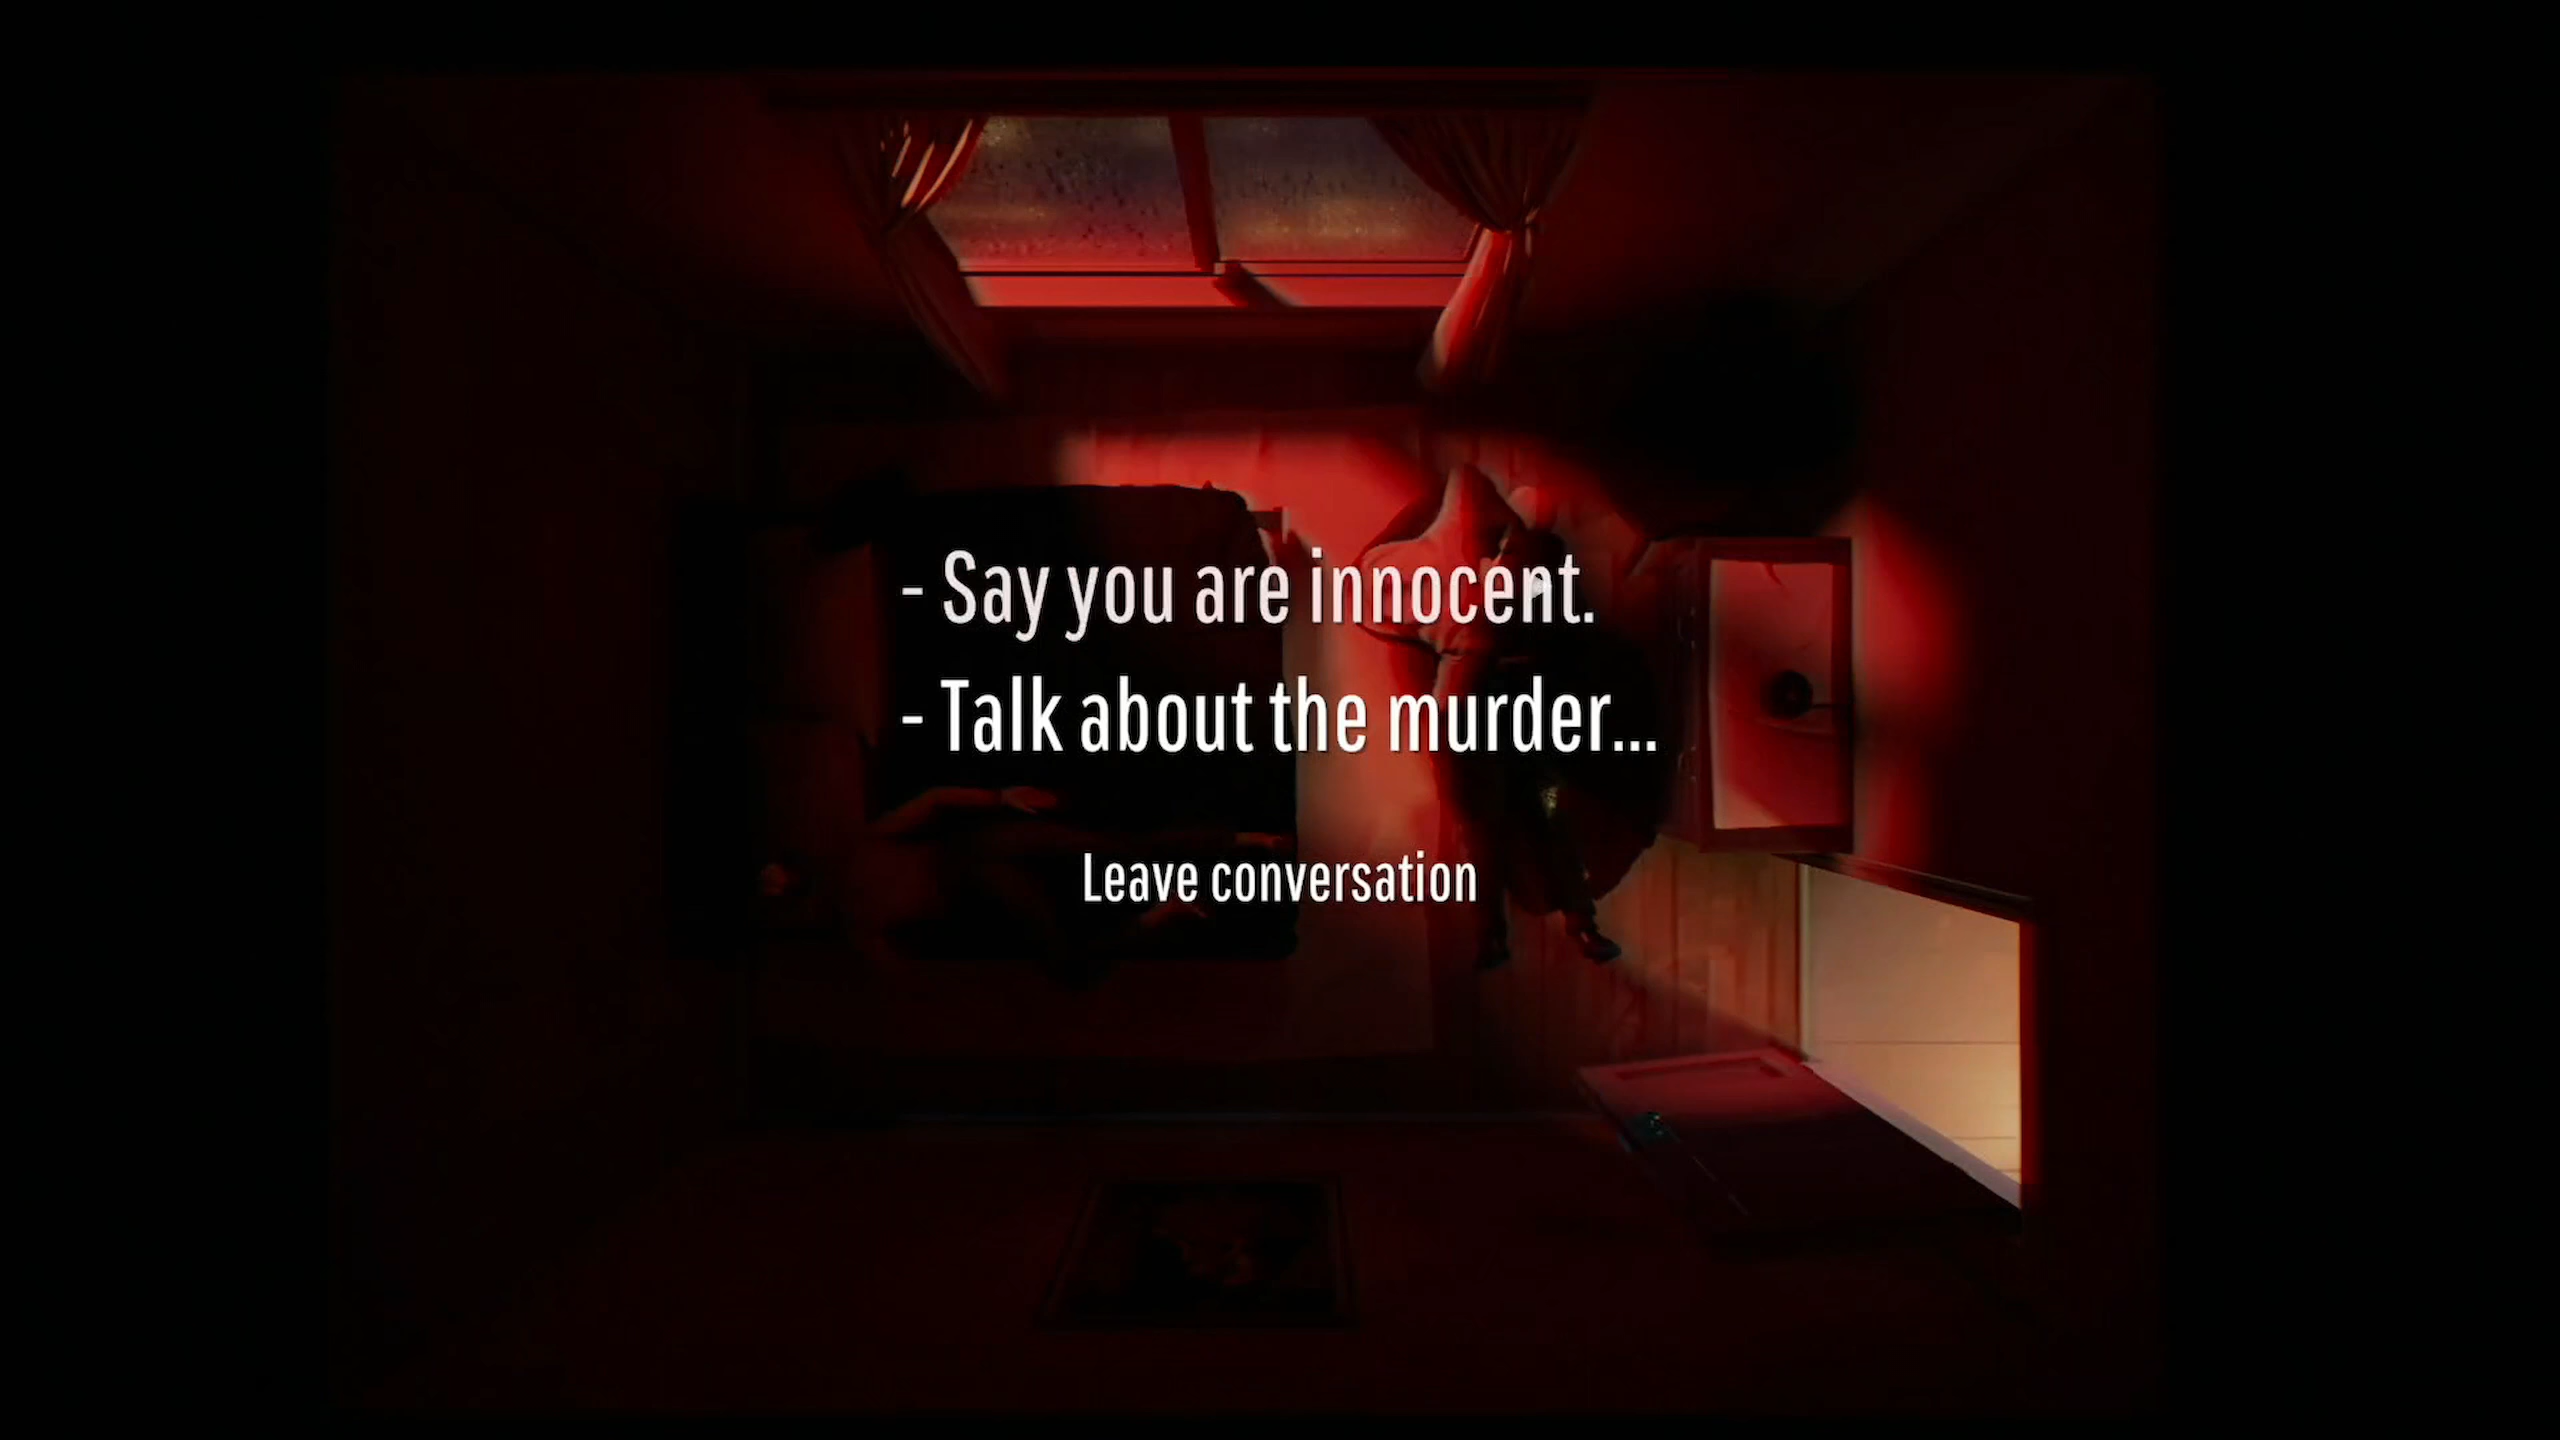 - Say you are innocent.
- Talk about the murder...
Leave conversation